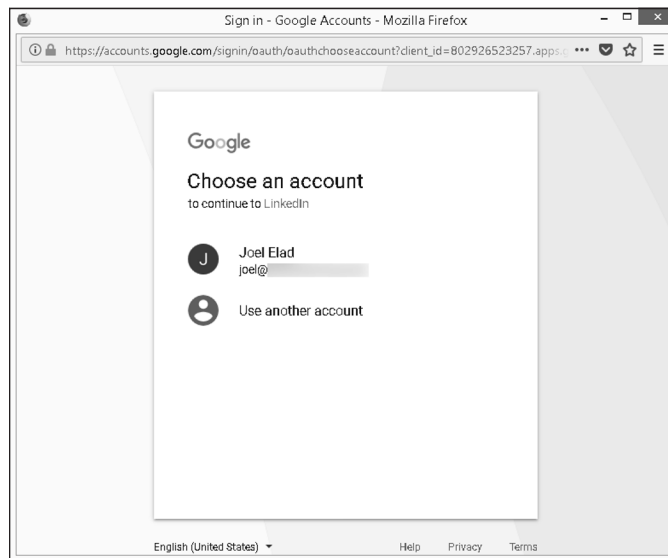 Sign in - Google Accounts - Mozilla Firefox
https://accounts.google.com/signin/oauth/oauthchooseaccount?client_id=802926523257.apps.g
Google
Choose an account
to continue to LinkedIn
J
Joel Elad
joel@
Use another account
English (United States)
Help Privacy Terms